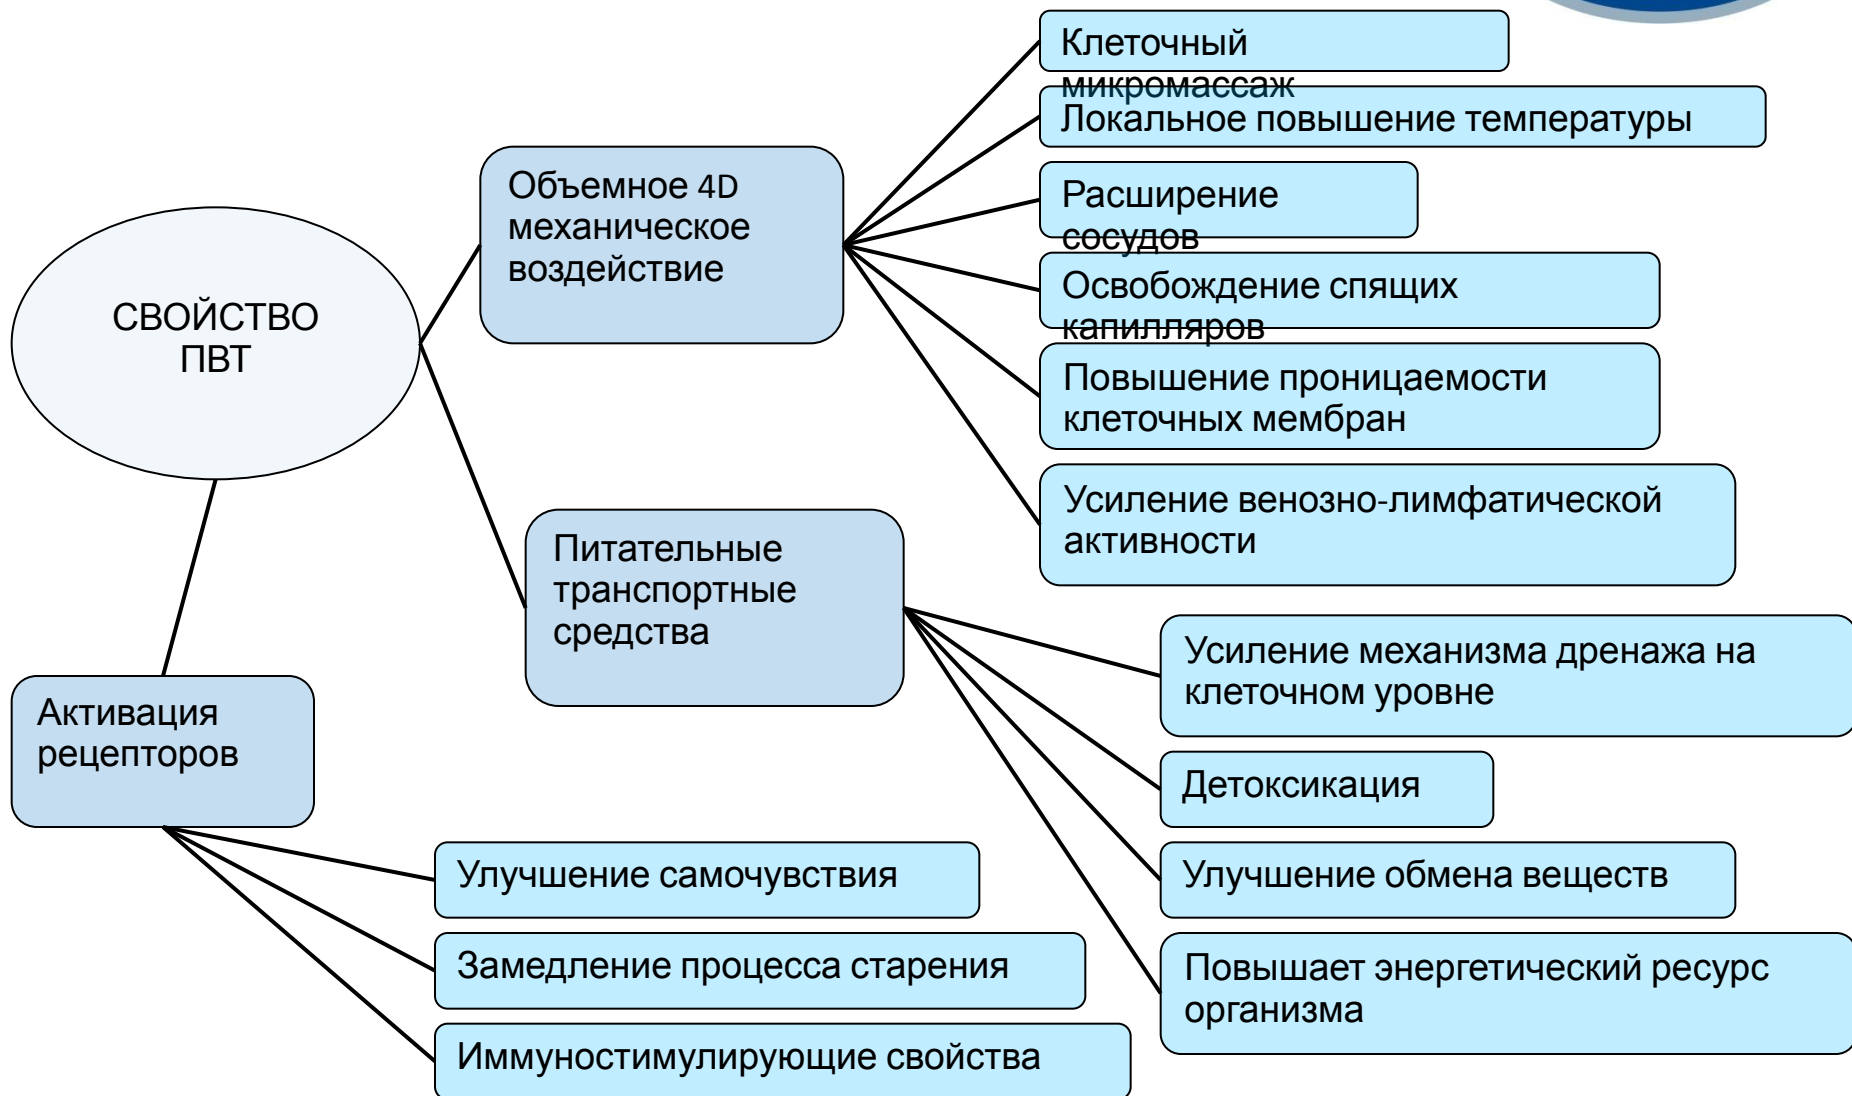 СВОЙСТВО
ПВТ
Объемное 4D
механическое
воздействие
Клеточный
микромассаж
Локальное повышение температуры
Расширение
сосудов
Освобождение спящих
капилляров
Повышение проницаемости
клеточных мембран
Усиление венозно-лимфатической
активности
Питательные
транспортные
средства
Усиление механизма дренажа на
клеточном уровне
Детоксикация
Улучшение обмена веществ
Повышает энергетический ресурс
организма
Активация
рецепторов
Улучшение самочувствия
Замедление процесса старения
Иммуностимулирующие свойства